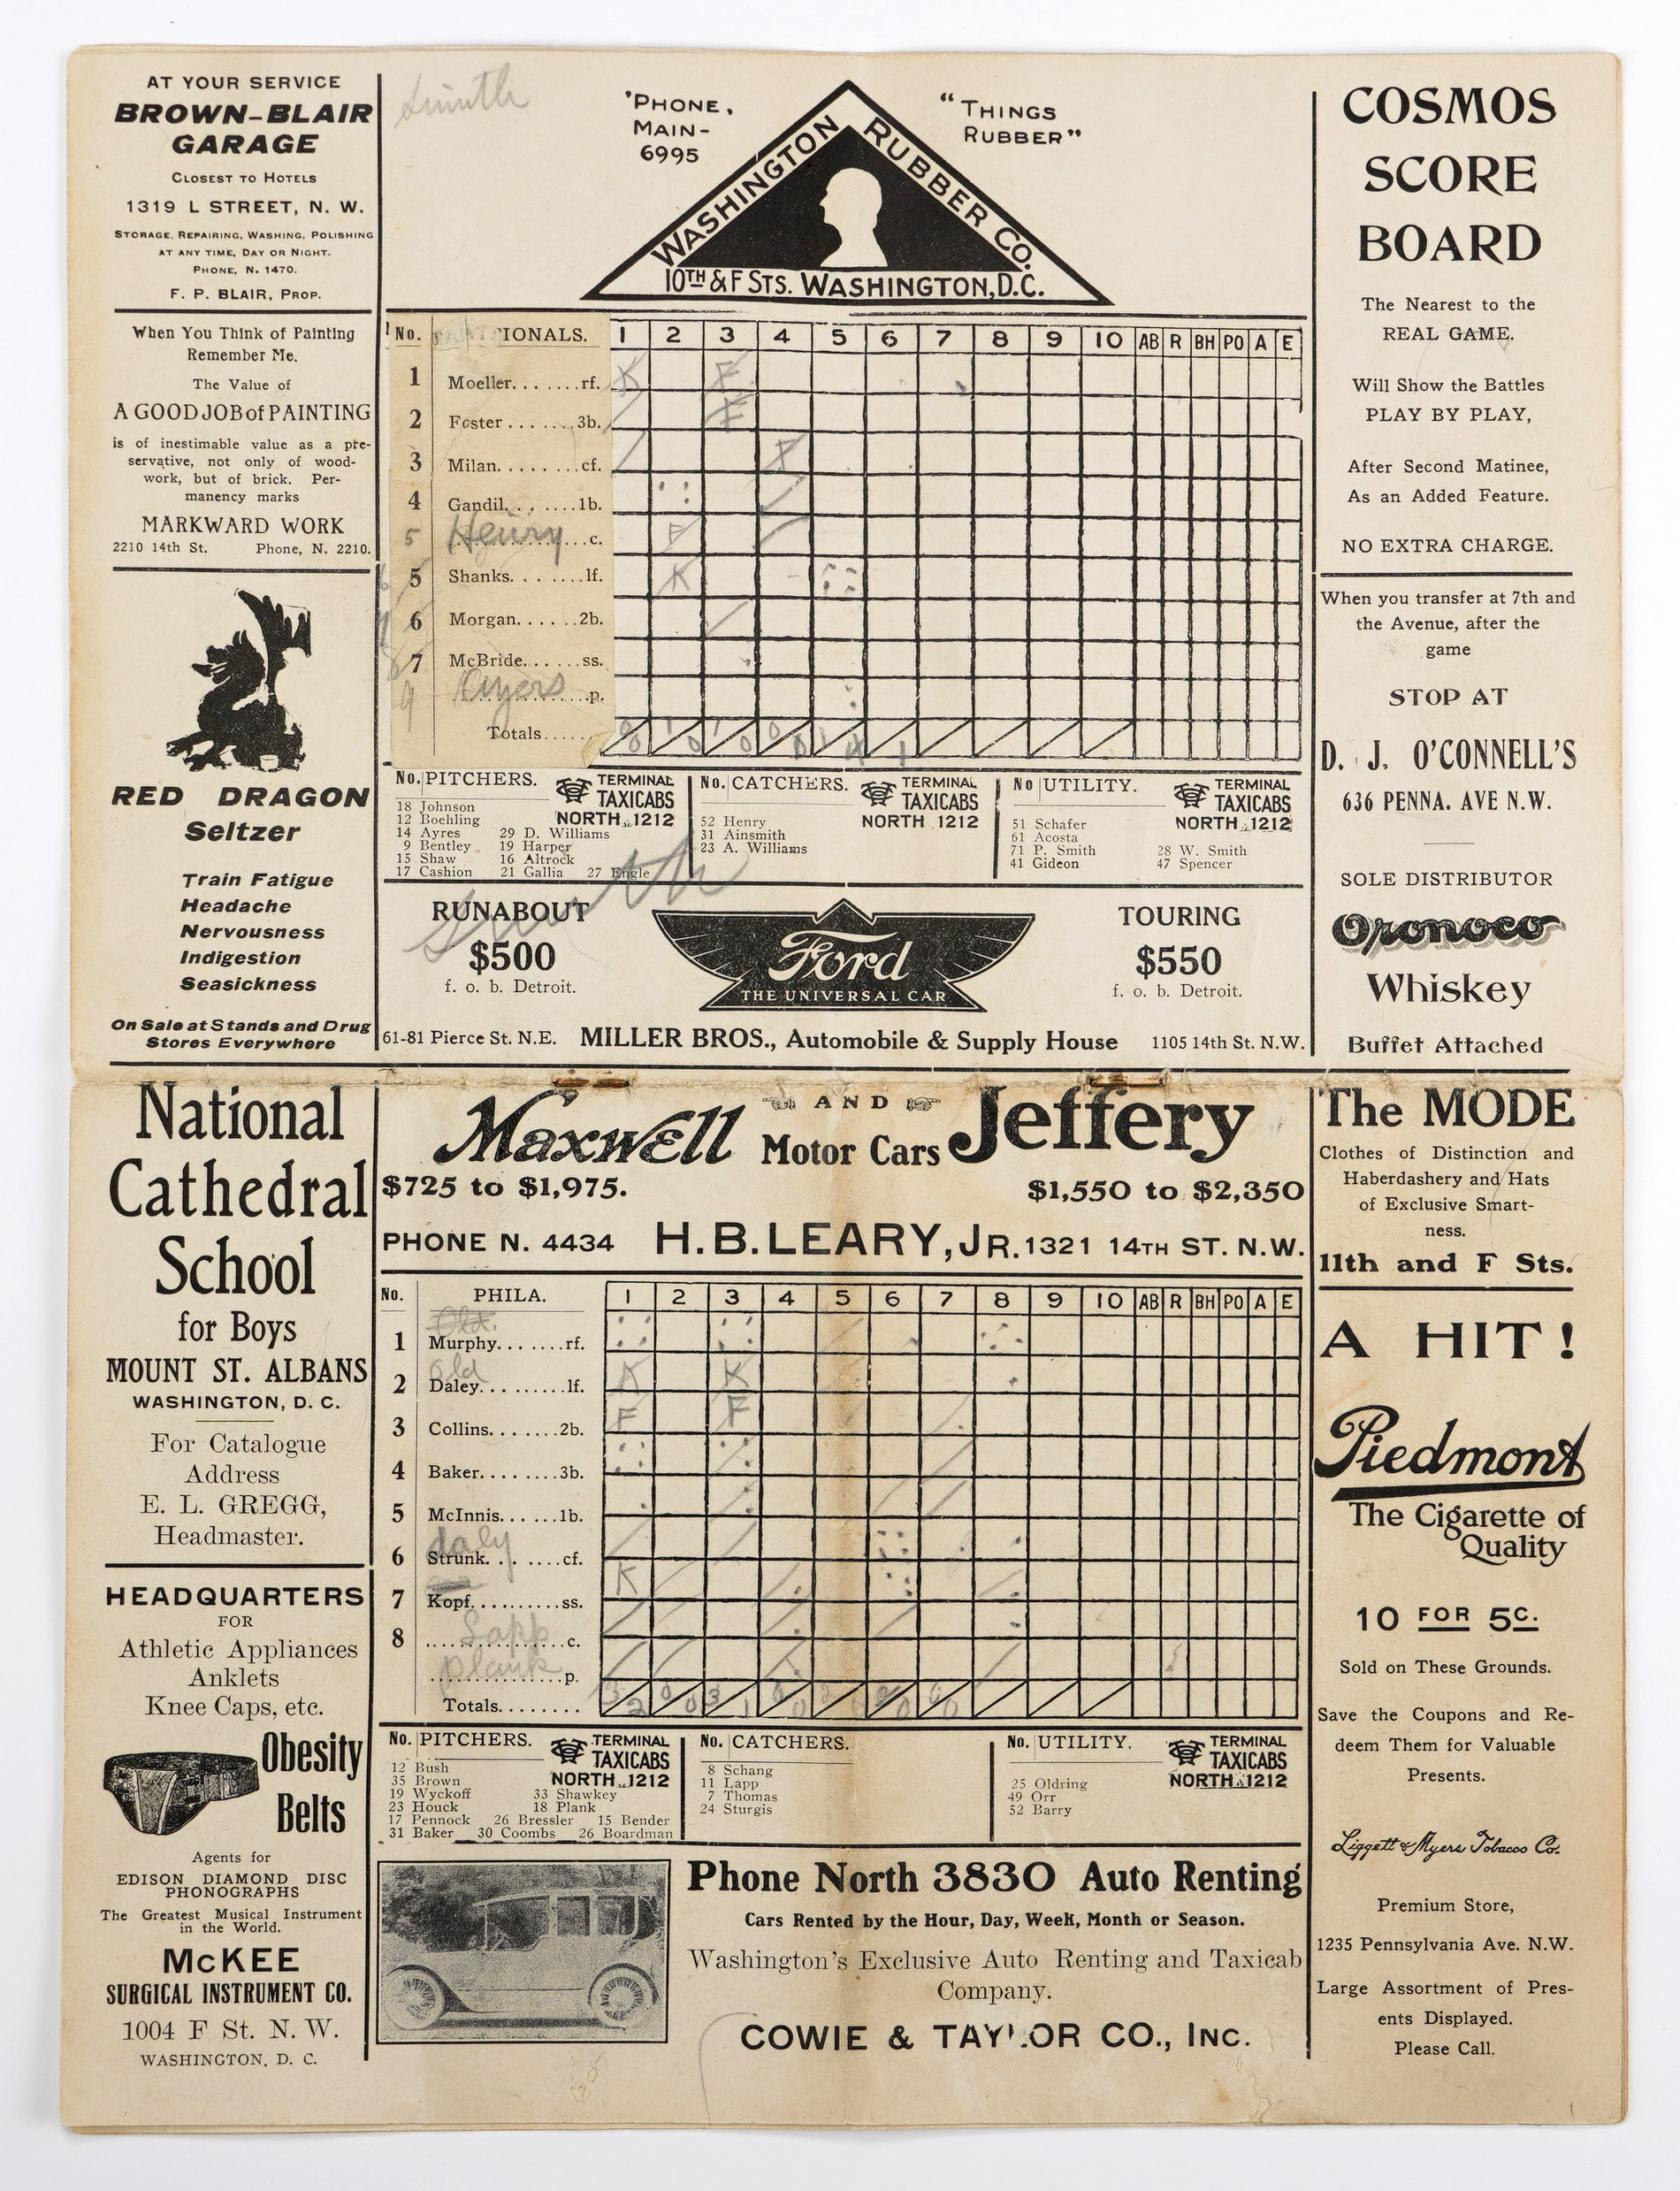 AT YOUR SERVICE
BROWN-BLAIR
GARAGE
CLOSEST TO HOTELS
1319 L STREET, N. W.
STORAGE, REPAIRING, WASHING, POLISHING
AT ANY TIME, DAY OR NIGHT.
PHONE, N. 1470.
F. P. BLAIR, PROP.
When You Think of Painting
Remember Me.
The Value of
A GOOD JOB of PAINTING
is of inestimable value as a pre-
servative, not only of wood-
work, but of brick. Per-
manency marks
MARKWARD WORK
2210 14th St. Phone, N. 2210.
RED DRAGON
Seltzer
Train Fatigue
Headache
Nervousness
Indigestion
Seasickness
On Sale at Stands and Drug
Stores Everywhere
'PHONE,
MAIN-
6995
"THINGS
RUBBER"
WASHINGTON RUBBER CO.
10TH & F STS. WASHINGTON, D.C.
No. IONALS. 1 2 3 4 5 6 7 8 9 10 AB R BH PO A E
1 Moeller.......rf. K F
2 Foster.......3b. F
3 Milan........cf. F
4 Gandil........1b.
5 Henry c. F
5 Shanks........lf. K
6 Morgan......2b.
7 McBride......ss.
9 Ayers p.
Totals......
No. PITCHERS.
TERMINAL
TAXICABS
NORTH 1212
18 Johnson
12 Boehling
14 Ayres 29 D. Williams
9 Bentley 19 Harper
15 Shaw 16 Altrock
17 Cashion 21 Gallia 27 Engle
No. CATCHERS.
TERMINAL
TAXICABS
NORTH 1212
52 Henry
31 Ainsmith
23 A. Williams
No UTILITY.
TERMINAL
TAXICABS
NORTH 1212
51 Schafer
61 Acosta
71 P. Smith 28 W. Smith
41 Gideon 47 Spencer
RUNABOUT
$500
f. o. b. Detroit.
Ford
THE UNIVERSAL CAR
TOURING
$550
f. o. b. Detroit.
61-81 Pierce St. N.E. MILLER BROS., Automobile & Supply House 1105 14th St. N.W.
COSMOS
SCORE
BOARD
The Nearest to the
REAL GAME.
Will Show the Battles
PLAY BY PLAY,
After Second Matinee,
As an Added Feature.
NO EXTRA CHARGE.
When you transfer at 7th and
the Avenue, after the
game
STOP AT
D. J. O'CONNELL'S
636 PENNA. AVE N.W.
SOLE DISTRIBUTOR
Oronoco
Whiskey
Buffet Attached
National
Cathedral
School
for Boys
MOUNT ST. ALBANS
WASHINGTON, D. C.
For Catalogue
Address
E. L. GREGG,
Headmaster.
HEADQUARTERS
FOR
Athletic Appliances
Anklets
Knee Caps, etc.
Obesity
Belts
Agents for
EDISON DIAMOND DISC
PHONOGRAPHS
The Greatest Musical Instrument
in the World.
McKEE
SURGICAL INSTRUMENT CO.
1004 F St. N. W.
WASHINGTON, D. C.
Maxwell AND Jeffery
Motor Cars
$725 to $1,975. $1,550 to $2,350
PHONE N. 4434 H. B. LEARY, JR. 1321 14TH ST. N.W.
No. PHILA. 1 2 3 4 5 6 7 8 9 10 AB R BH PO A E
Old.
1 Murphy.......rf.
Old
2 Daley.........lf. K K
3 Collins.......2b. F F
4 Baker........3b.
5 McInnis......1b.
daly
6 Strunk........cf.
7 Kopf..........ss. K
8 Lapp c.
Plank p.
Totals........
No. PITCHERS.
TERMINAL
TAXICABS
NORTH 1212
12 Bush
35 Brown
19 Wyckoff 33 Shawkey
23 Houck 18 Plank
17 Pennock 26 Bressler 15 Bender
31 Baker 30 Coombs 26 Boardman
No. CATCHERS.
8 Schang
11 Lapp
7 Thomas
24 Sturgis
No. UTILITY.
TERMINAL
TAXICABS
NORTH 1212
25 Oldring
49 Orr
52 Barry
Phone North 3830 Auto Renting
Cars Rented by the Hour, Day, Week, Month or Season.
Washington's Exclusive Auto Renting and Taxicab
Company.
COWIE & TAYLOR CO., INC.
The MODE
Clothes of Distinction and
Haberdashery and Hats
of Exclusive Smart-
ness.
11th and F Sts.
A HIT!
Piedmont
The Cigarette of
Quality
10 FOR 5C.
Sold on These Grounds.
Save the Coupons and Re-
deem Them for Valuable
Presents.
Liggett & Myers Tobacco Co.
Premium Store,
1235 Pennsylvania Ave. N.W.
Large Assortment of Pres-
ents Displayed.
Please Call.